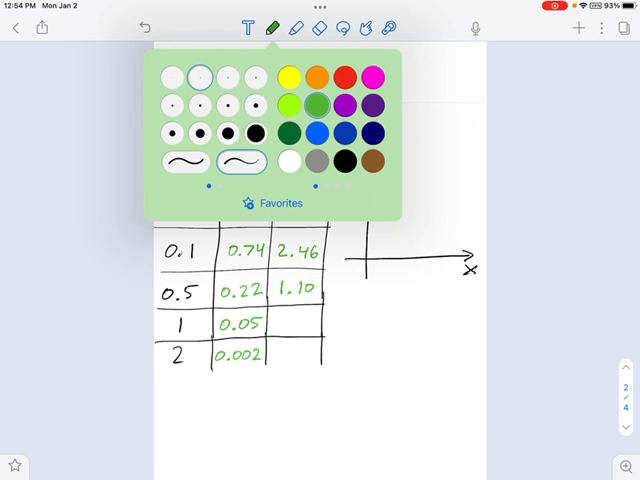 12:54 PM Mon Jan 2
VPN 93%
T
Favorites
0.1 0.74 2.46
0.5 0.22 1.10
1 0.05
2 0.002
x
2
/
4